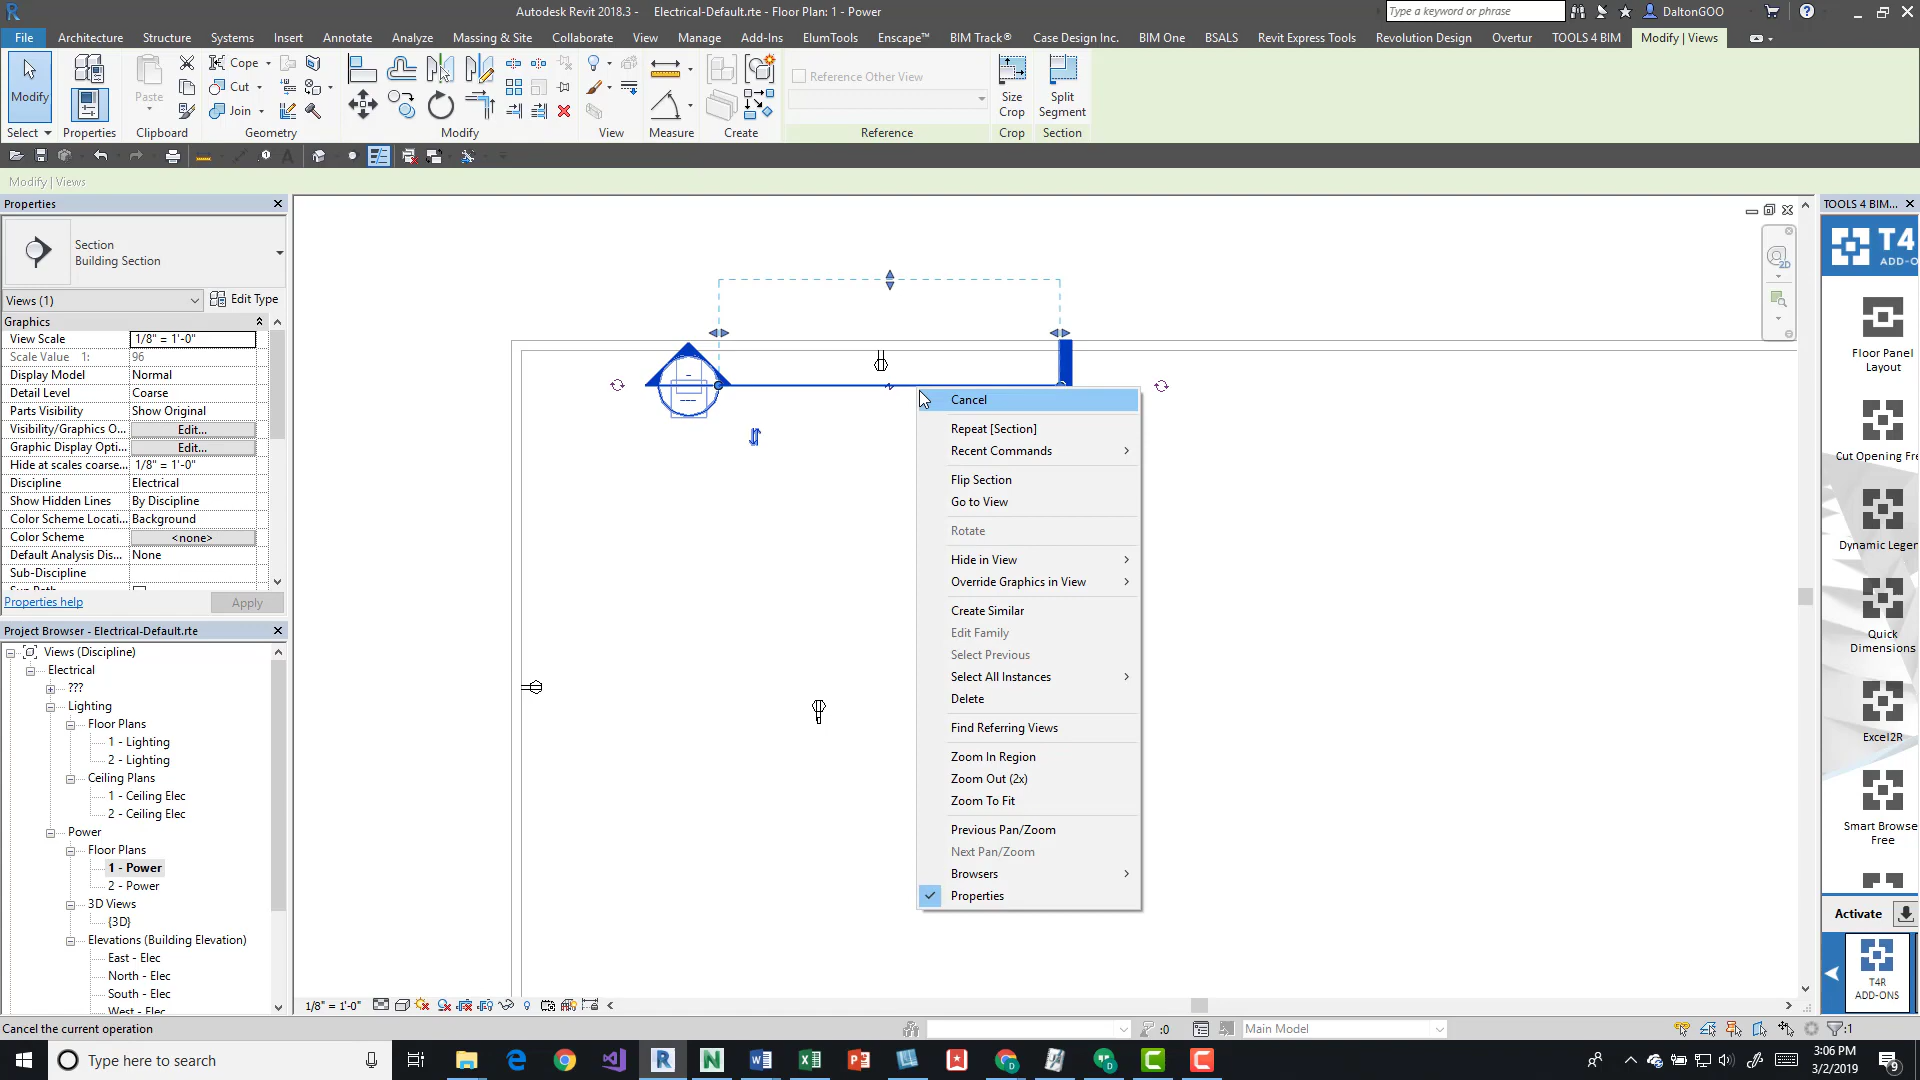 Autodesk Revit 2018.3 - Electrical-Default.rte - Floor Plan: 1 - Power
Type a keyword or phrase
DaltonGOO
File Architecture Structure Systems Insert Annotate Analyze Massing & Site Collaborate View Manage Add-Ins ElumTools Enscape™ BIM Track® Case Design Inc. BIM One BSALS Revit Express Tools Revolution Design Overtur TOOLS 4 BIM Modify | Views
Modify
Paste
Cope
Cut
Join
Reference Other View
Size Crop
Split Segment
Select Properties Clipboard Geometry Modify View Measure Create Reference Crop Section
Modify | Views
Properties
Section
Building Section
Views (1)
Edit Type
Graphics
View Scale 1/8" = 1'-0"
Scale Value 1: 96
Display Model Normal
Detail Level Coarse
Parts Visibility Show Original
Visibility/Graphics O... Edit...
Graphic Display Opti... Edit...
Hide at scales coarse... 1/8" = 1'-0"
Discipline Electrical
Show Hidden Lines By Discipline
Color Scheme Locati... Background
Color Scheme <none>
Default Analysis Dis... None
Sub-Discipline
Properties help
Apply
Project Browser - Electrical-Default.rte
Views (Discipline)
Electrical
???
Lighting
Floor Plans
1 - Lighting
2 - Lighting
Ceiling Plans
1 - Ceiling Elec
2 - Ceiling Elec
Power
Floor Plans
1 - Power
2 - Power
3D Views
{3D}
Elevations (Building Elevation)
East - Elec
North - Elec
South - Elec
West - Elec
Cancel
Repeat [Section]
Recent Commands
Flip Section
Go to View
Rotate
Hide in View
Override Graphics in View
Create Similar
Edit Family
Select Previous
Select All Instances
Delete
Find Referring Views
Zoom In Region
Zoom Out (2x)
Zoom To Fit
Previous Pan/Zoom
Next Pan/Zoom
Browsers
Properties
2D
TOOLS 4 BIM...
T4
ADD-O
Floor Panel
Layout
Cut Opening Fre
Dynamic Legen
Quick
Dimensions
Excel2R
Smart Browse
Free
Activate
T4R
ADD-ONS
1/8" = 1'-0"
Cancel the current operation
:0
Main Model
:1
Type here to search
3:06 PM
3/2/2019
9